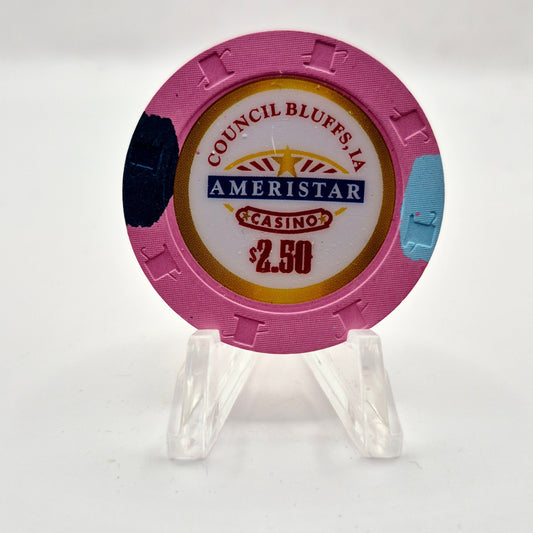 COUNCIL BLUFFS, IA
AMERISTAR
CASINO
$2.50